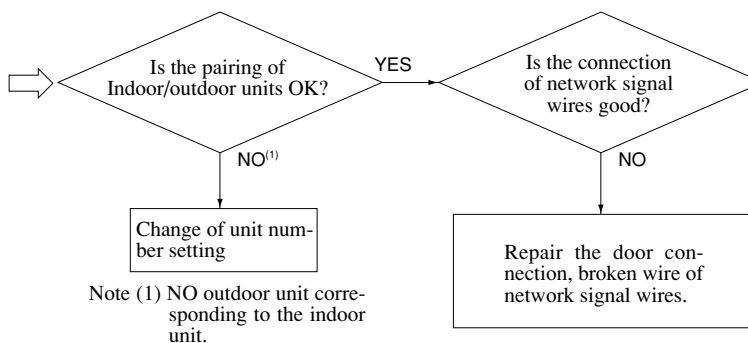 Is the pairing of
Indoor/outdoor units OK?
YES
NO(1)
Change of unit num-
ber setting
Note (1) NO outdoor unit corre-
sponding to the indoor
unit.
Is the connection
of network signal
wires good?
NO
Repair the door con-
nection, broken wire of
network signal wires.